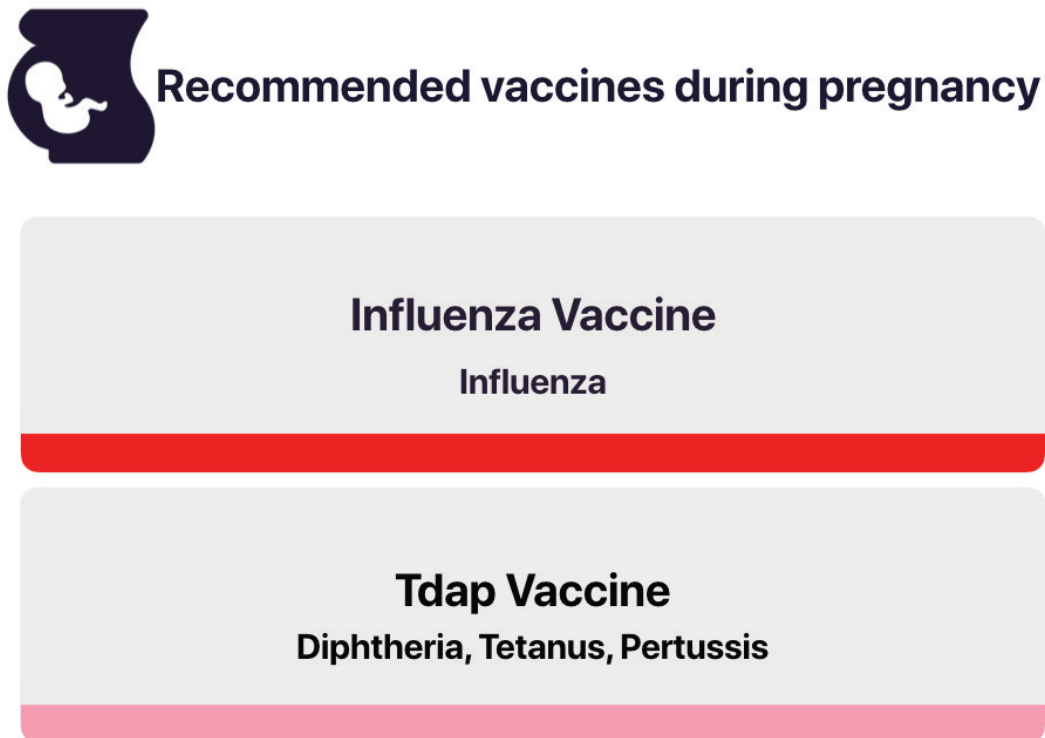 Recommended vaccines during pregnancy
Influenza Vaccine
Influenza
Tdap Vaccine
Diphtheria, Tetanus, Pertussis